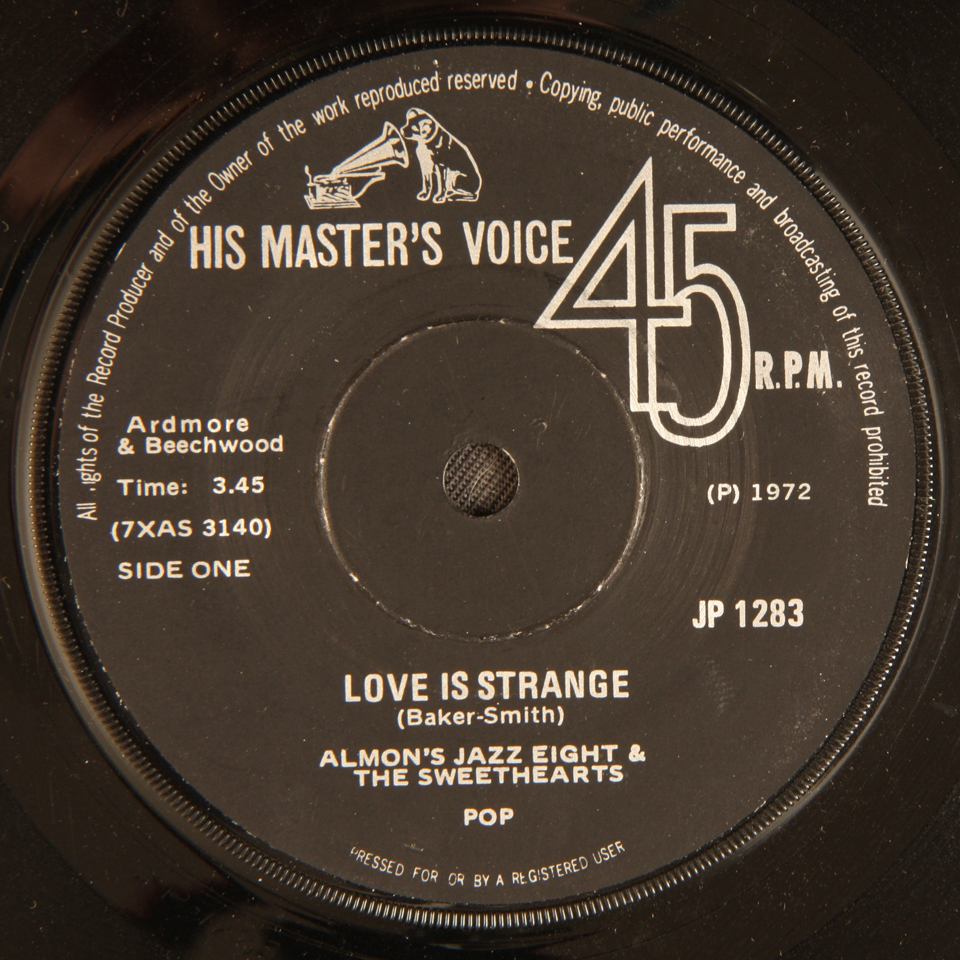 All ights of the Record Producer and of the Owner of the work reproduced reserved • Copying, public performance and broadcasting of this record prohibited
HIS MASTER'S VOICE
45 R.P.M.
Ardmore
& Beechwood
Time: 3.45
(7XAS 3140)
SIDE ONE
(P) 1972
JP 1283
LOVE IS STRANGE
(Baker-Smith)
ALMON'S JAZZ EIGHT &
THE SWEETHEARTS
POP
PRESSED FOR OR BY A REGISTERED USER